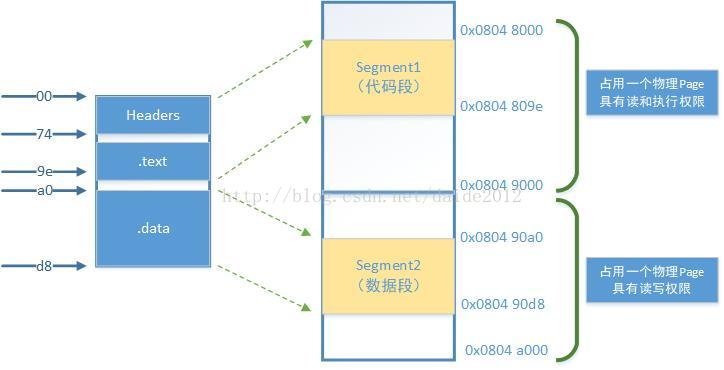 00
74
9e
a0
d8
Headers
.text
.data
Segment1
（代码段）
Segment2
（数据段）
0x0804 8000
0x0804 809e
0x0804 9000
0x0804 90a0
0x0804 90d8
0x0804 a000
占用一个物理Page
具有读和执行权限
占用一个物理Page
具有读写权限
http://blog.csdn.net/daide2012